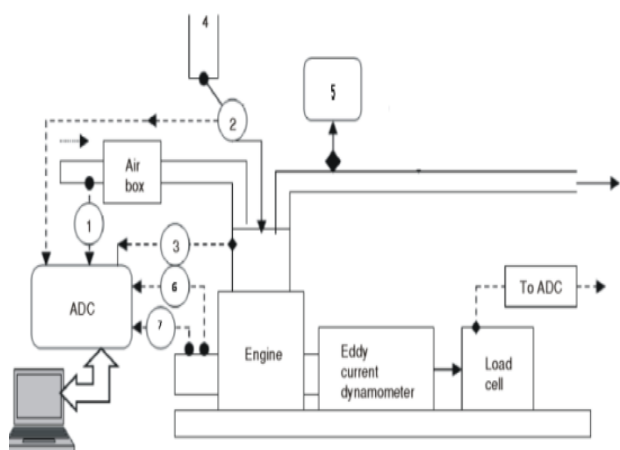 4
5
2
Air
box
1
3
To ADC
6
ADC
7
Engine
Eddy
current
dynamometer
Load
cell